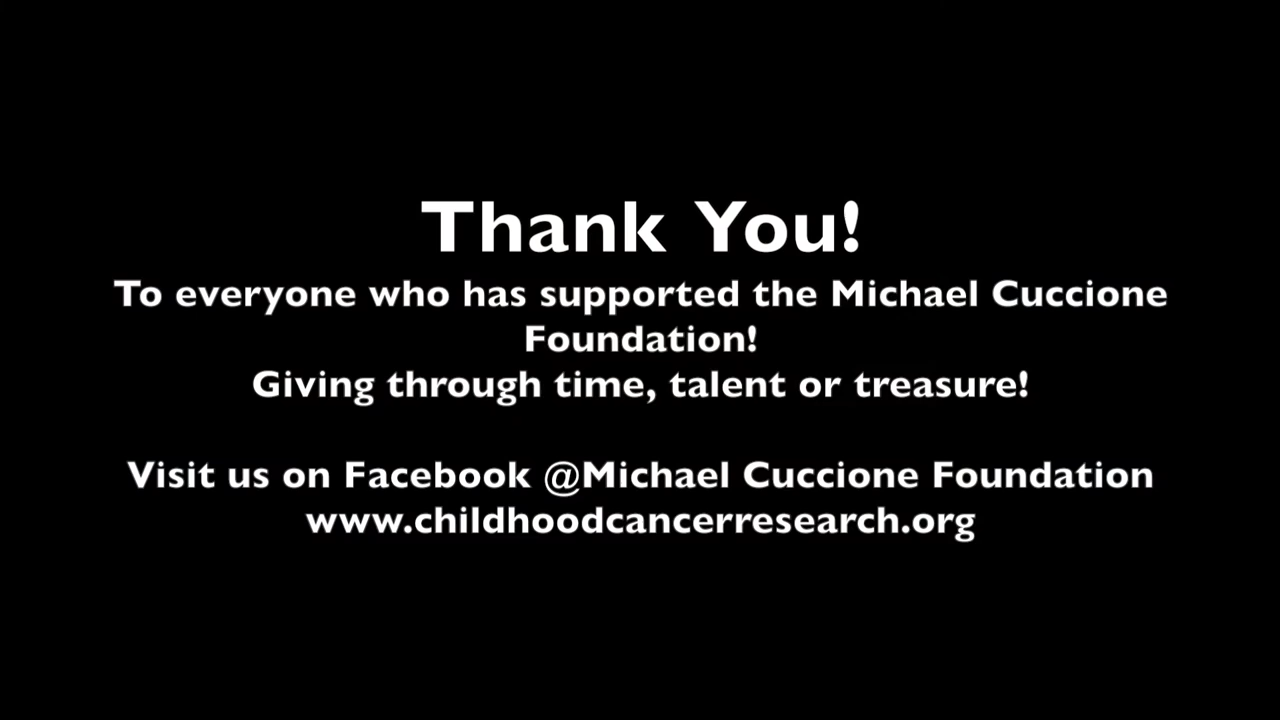 Thank You!
To everyone who has supported the Michael Cuccione
Foundation!
Giving through time, talent or treasure!
Visit us on Facebook @Michael Cuccione Foundation
www.childhoodcancerresearch.org